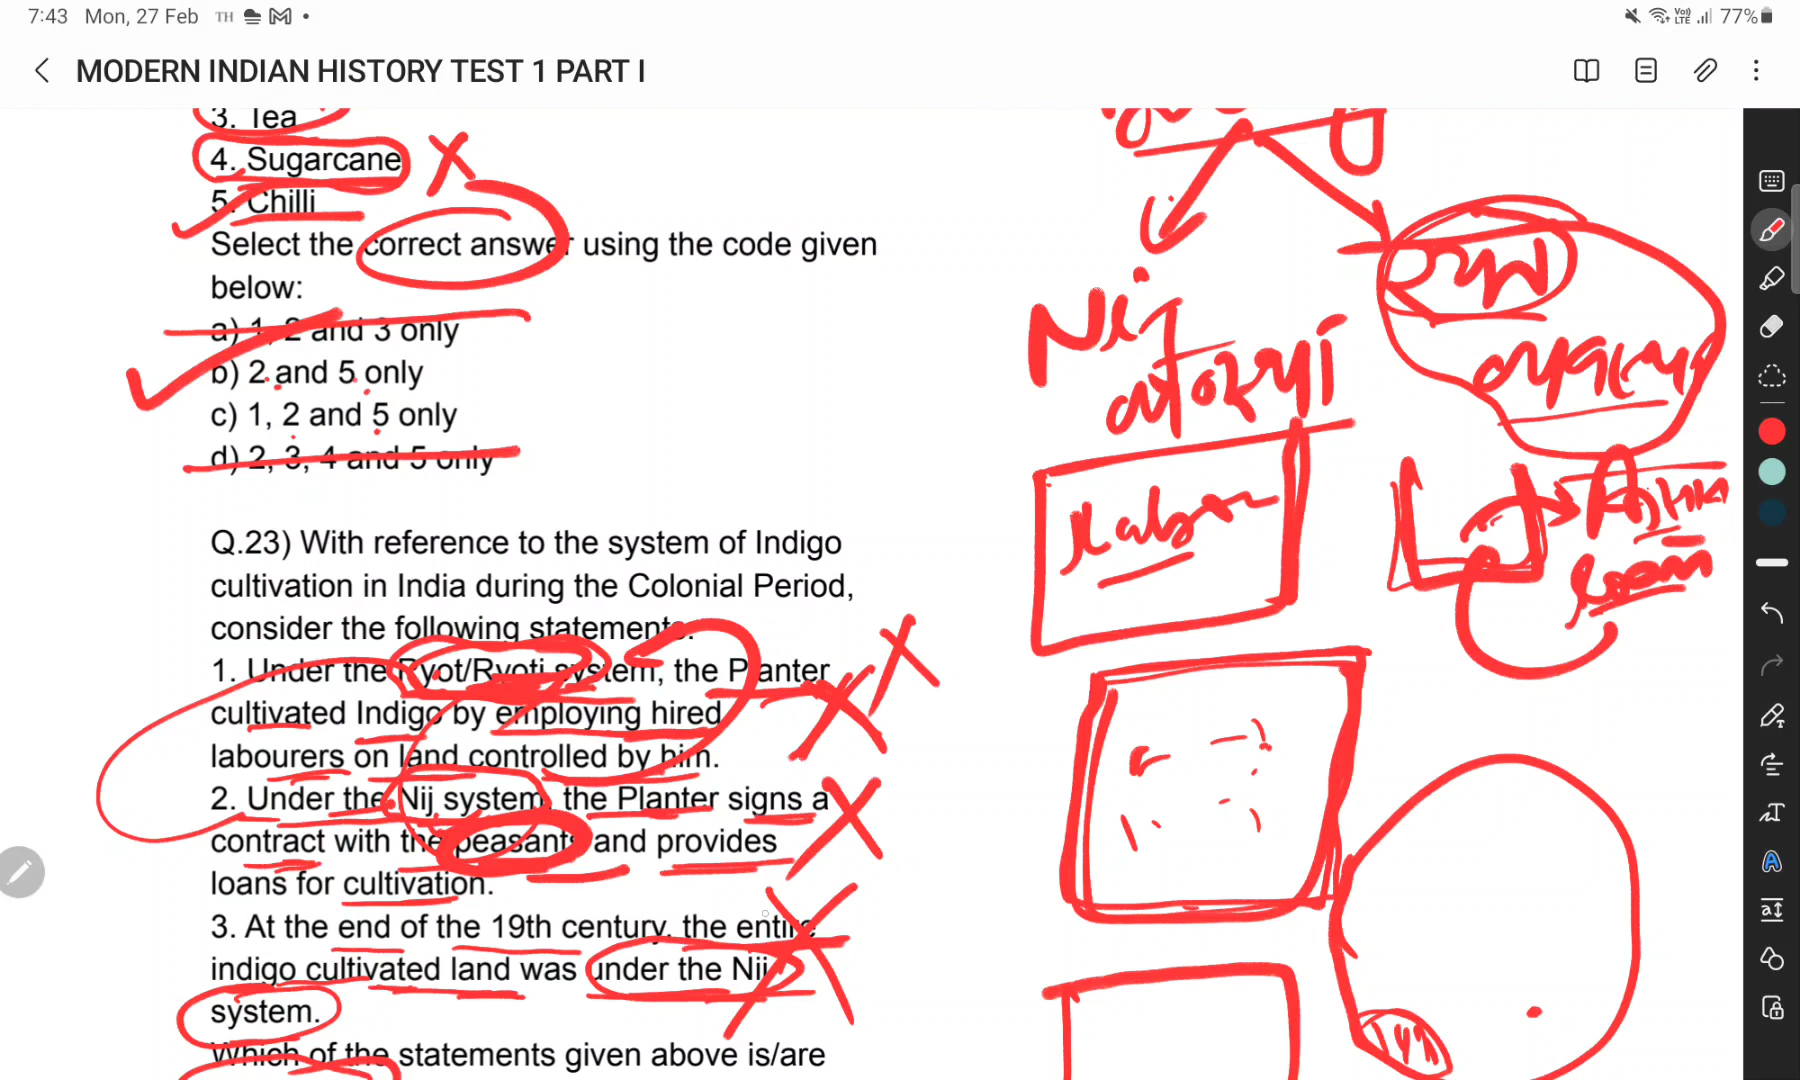 7:43 Mon, 27 Feb TH
77%
MODERN INDIAN HISTORY TEST 1 PART I
3. Tea
4. Sugarcane
5. Chilli
Select the correct answer using the code given
below:
a) 1, 2 and 3 only
b) 2 and 5 only
c) 1, 2 and 5 only
d) 2, 3, 4 and 5 only
Q.23) With reference to the system of Indigo
cultivation in India during the Colonial Period,
consider the following statements:
1. Under the Ryot/Ryoti system, the Planter
cultivated Indigo by employing hired
labourers on land controlled by him.
2. Under the Nij system, the Planter signs a
contract with the peasants and provides
loans for cultivation.
3. At the end of the 19th century, the entire
indigo cultivated land was under the Nij
system.
Which of the statements given above is/are